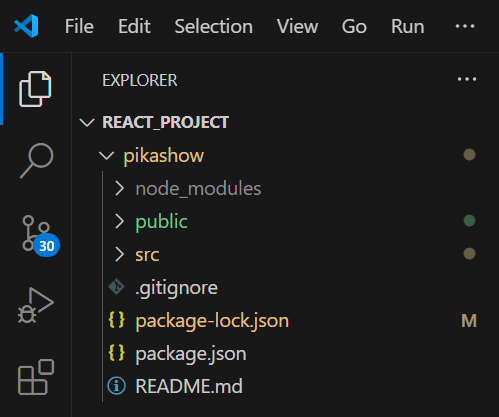 File Edit Selection View Go Run ...
EXPLORER ...
REACT_PROJECT
pikashow
node_modules
public
30
src
.gitignore
{} package-lock.json M
{} package.json
README.md